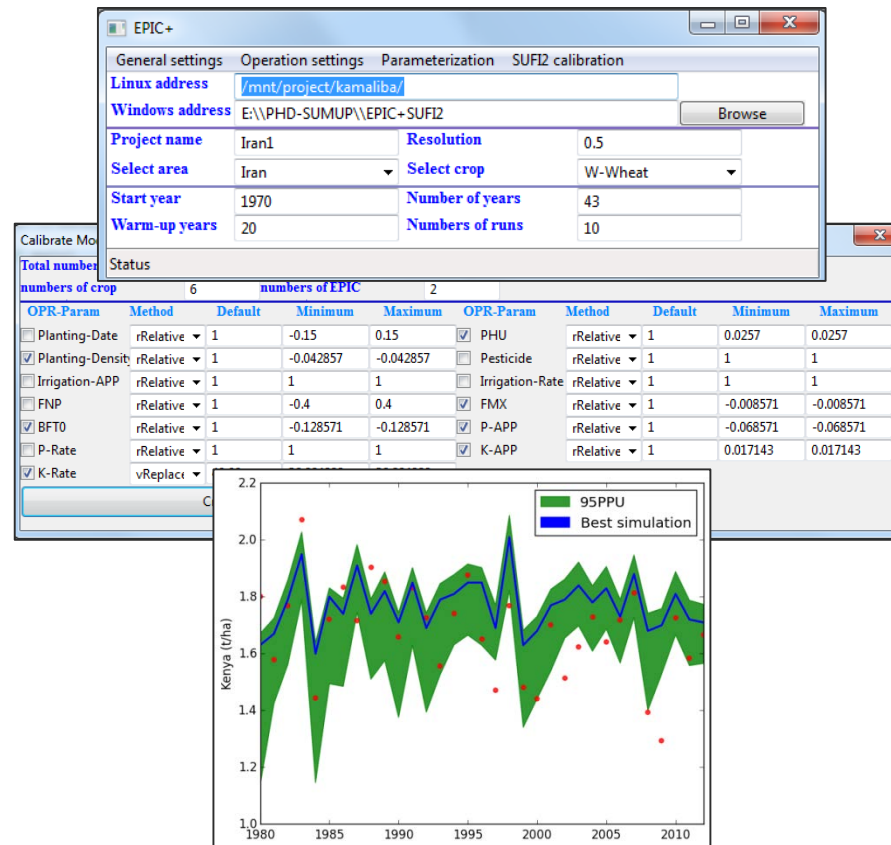 EPIC+
General settings Operation settings Parameterization SUFI2 calibration
Linux address /mnt/project/kamaliba/
Windows address E:\\PHD-SUMUP\\EPIC+SUFI2 Browse
Project name Iran1 Resolution 0.5
Select area Iran Select crop W-Wheat
Start year 1970 Number of years 43
Warm-up years 20 Numbers of runs 10
Status
Calibrate Mo
Total number
numbers of crop 6 numbers of EPIC 2
OPR-Param Method Default Minimum Maximum OPR-Param Method Default Minimum Maximum
Planting-Date rRelative 1 -0.15 0.15 PHU rRelative 1 0.0257 0.0257
Planting-Density rRelative 1 -0.042857 -0.042857 Pesticide rRelative 1 1 1
Irrigation-APP rRelative 1 1 1 Irrigation-Rate rRelative 1 1 1
FNP rRelative 1 -0.4 0.4 FMX rRelative 1 -0.008571 -0.008571
BFT0 rRelative 1 -0.128571 -0.128571 P-APP rRelative 1 -0.068571 -0.068571
P-Rate rRelative 1 1 1 K-APP rRelative 1 0.017143 0.017143
K-Rate vReplace
2.2
95PPU
Best simulation
2.0
1.8
1.6
1.4
1.2
1.0
Kenya (t/ha)
1980 1985 1990 1995 2000 2005 2010